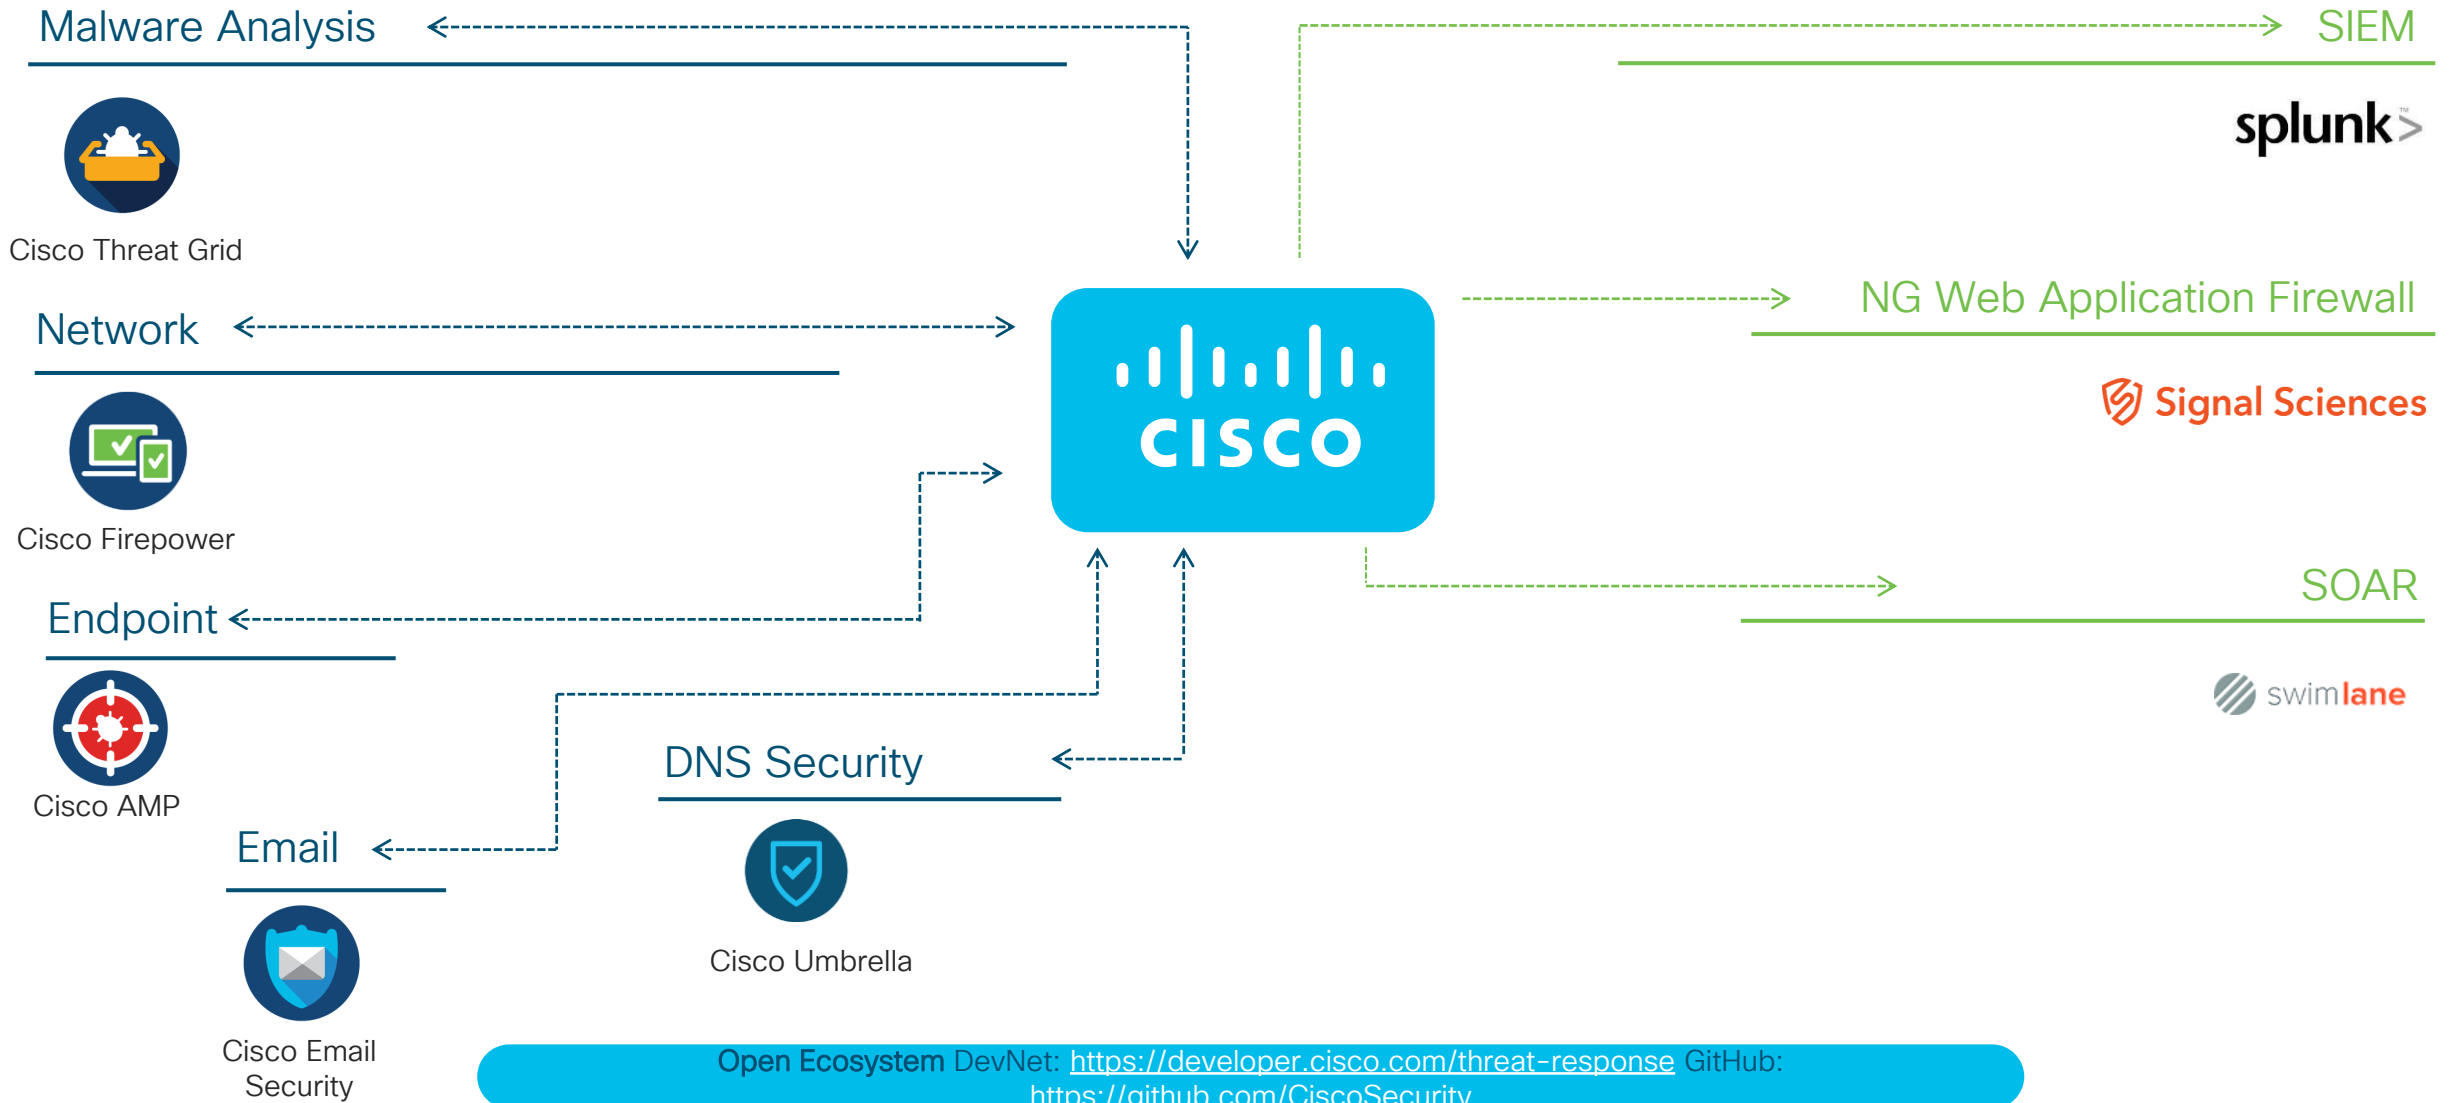 Malware Analysis
SIEM
splunk>™
Cisco Threat Grid
NG Web Application Firewall
Network
CISCO
Signal Sciences
Cisco Firepower
SOAR
Endpoint
swimlane
DNS Security
Cisco AMP
Email
Cisco Umbrella
Cisco Email
Security
Open Ecosystem DevNet: https://developer.cisco.com/threat-response GitHub:
https://github.com/CiscoSecurity